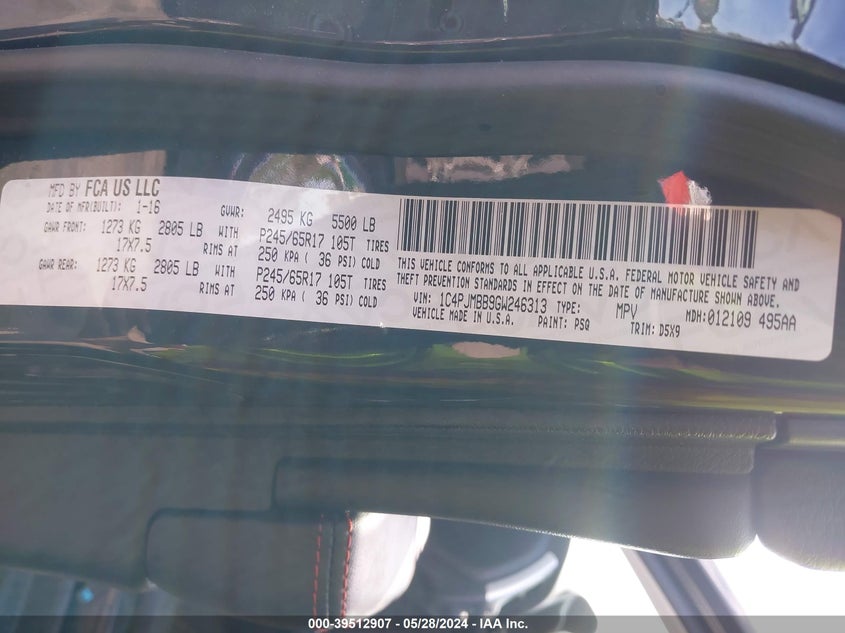 MFD BY FCA US LLC
DATE OF MFR(BUILT): 1-16 GVWR: 2495 KG 5500 LB
GAWR FRONT: 1273 KG 2805 LB WITH P245/65R17 105T TIRES
17X7.5 RIMS AT 250 KPA ( 36 PSI) COLD
GAWR REAR: 1273 KG 2805 LB WITH P245/65R17 105T TIRES
17X7.5 RIMS AT 250 KPA ( 36 PSI) COLD
THIS VEHICLE CONFORMS TO ALL APPLICABLE U.S.A. FEDERAL MOTOR VEHICLE SAFETY AND
THEFT PREVENTION STANDARDS IN EFFECT ON THE DATE OF MANUFACTURE SHOWN ABOVE.
VIN: 1C4PJMBB9GW246313 TYPE: MPV MDH: 012109 495AA
VEHICLE MADE IN U.S.A. PAINT: PSQ TRIM: D5X9
000-39512907 - 05/28/2024 - IAA Inc.